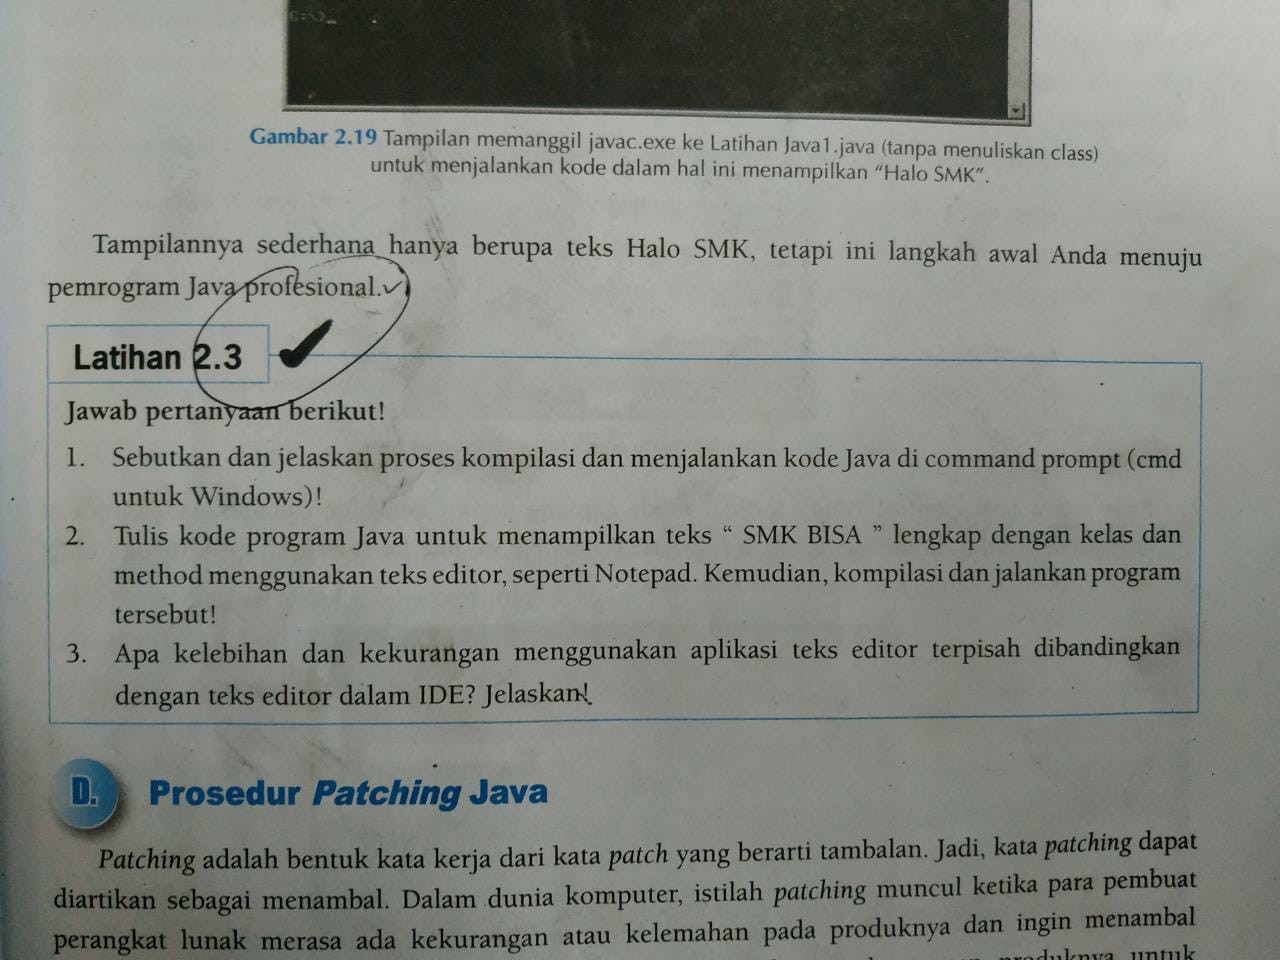 C:\>_
Gambar 2.19 Tampilan memanggil javac.exe ke Latihan Java1.java (tanpa menuliskan class)
untuk menjalankan kode dalam hal ini menampilkan “Halo SMK”.
Tampilannya sederhana hanya berupa teks Halo SMK, tetapi ini langkah awal Anda menuju
pemrogram Java profesional.
Latihan 2.3
Jawab pertanyaan berikut!
1. Sebutkan dan jelaskan proses kompilasi dan menjalankan kode Java di command prompt (cmd
untuk Windows)!
2. Tulis kode program Java untuk menampilkan teks “ SMK BISA ” lengkap dengan kelas dan
method menggunakan teks editor, seperti Notepad. Kemudian, kompilasi dan jalankan program
tersebut!
3. Apa kelebihan dan kekurangan menggunakan aplikasi teks editor terpisah dibandingkan
dengan teks editor dalam IDE? Jelaskan!
D. Prosedur Patching Java
Patching adalah bentuk kata kerja dari kata patch yang berarti tambalan. Jadi, kata patching dapat
diartikan sebagai menambal. Dalam dunia komputer, istilah patching muncul ketika para pembuat
perangkat lunak merasa ada kekurangan atau kelemahan pada produknya dan ingin menambal
produknya untuk